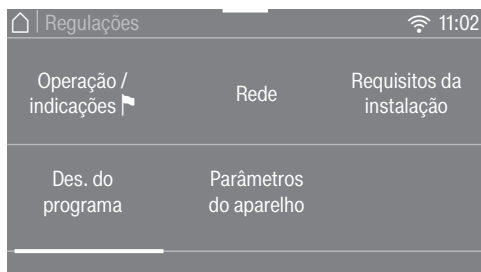 Regulações 11:02
Operação /
indicações
Rede
Requisitos da
instalação
Des. do
programa
Parâmetros
do aparelho